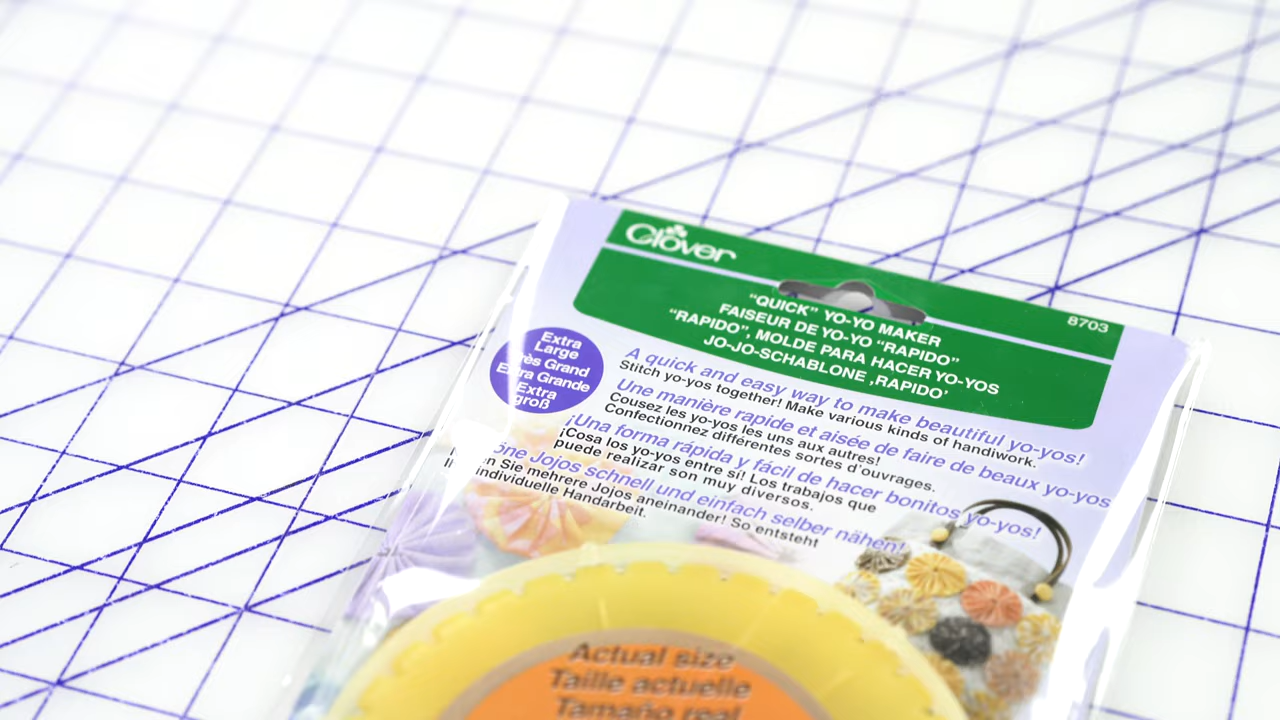 Clover
8703
“QUICK” YO-YO MAKER
FAISEUR DE YO-YO “RAPIDO”
“RAPIDO”, MOLDE PARA HACER YO-YOS
JO-JO-SCHABLONE ‚RAPIDO’
Extra
Large
rès Grand
Extra Grande
Extra
groß
A quick and easy way to make beautiful yo-yos!
Stitch yo-yos together! Make various kinds of handiwork.
Une manière rapide et aisée de faire de beaux yo-yos
Cousez les yo-yos les uns aux autres!
Confectionnez différentes sortes d'ouvrages.
¡Una forma rápida y fácil de hacer bonitos yo-yos!
¡Cosa los yo-yos entre sí! Los trabajos que
puede realizar son muy diversos.
öne Jojos schnell und einfach selber nähen!
en Sie mehrere Jojos aneinander! So entsteht
individuelle Handarbeit.
Actual size
Taille actuelle
Tamaño real